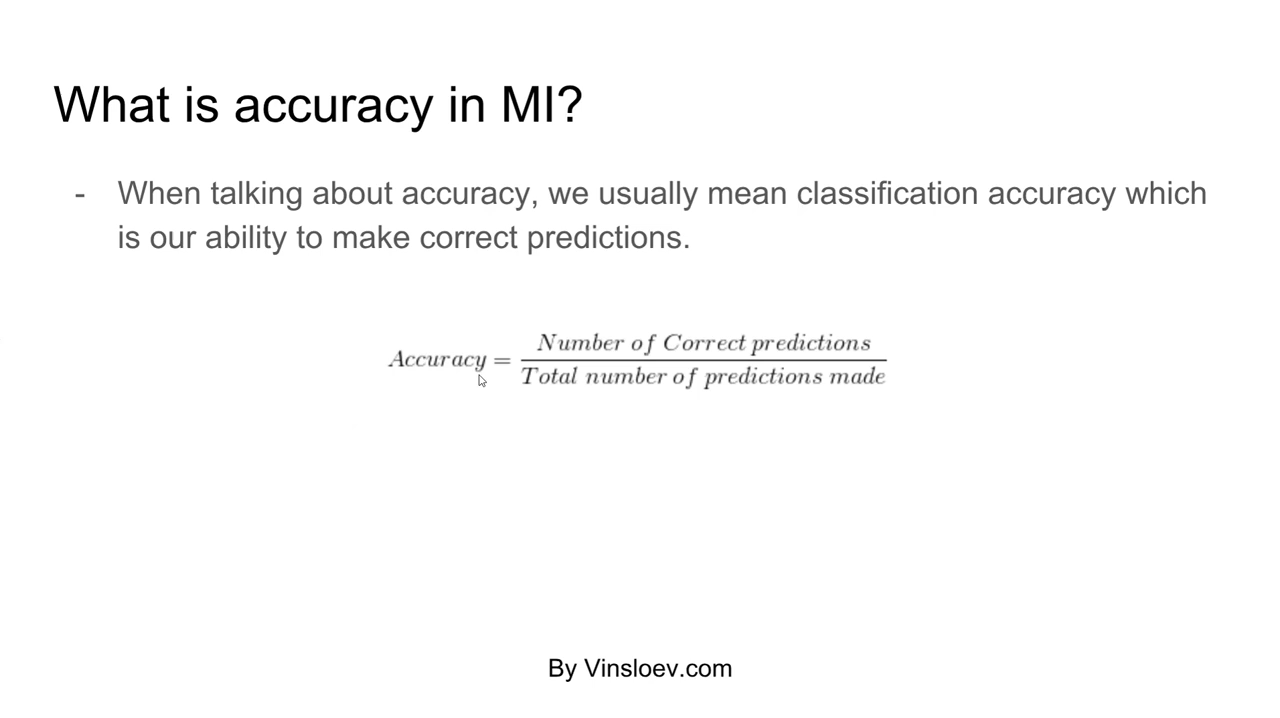 What is accuracy in MI?
- When talking about accuracy, we usually mean classification accuracy which
is our ability to make correct predictions.
Accuracy = Number of Correct predictions / Total number of predictions made
By Vinsloev.com